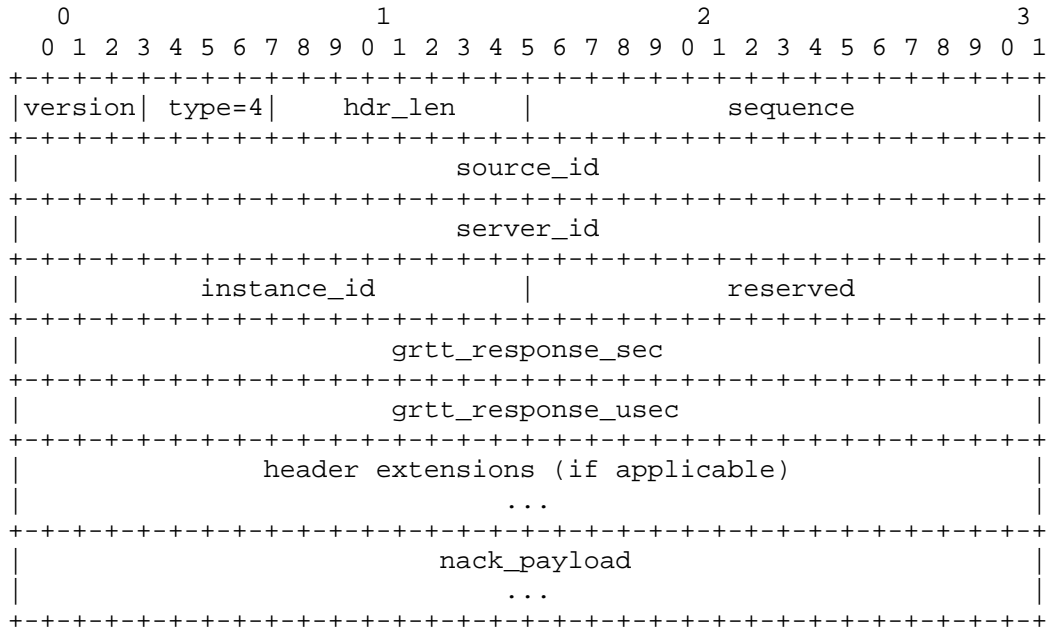 0                   1                   2                   3
0 1 2 3 4 5 6 7 8 9 0 1 2 3 4 5 6 7 8 9 0 1 2 3 4 5 6 7 8 9 0 1
+-+-+-+-+-+-+-+-+-+-+-+-+-+-+-+-+-+-+-+-+-+-+-+-+-+-+-+-+-+-+-+-+
|version| type=4|    hdr_len    |            sequence           |
+-+-+-+-+-+-+-+-+-+-+-+-+-+-+-+-+-+-+-+-+-+-+-+-+-+-+-+-+-+-+-+-+
|                           source_id                           |
+-+-+-+-+-+-+-+-+-+-+-+-+-+-+-+-+-+-+-+-+-+-+-+-+-+-+-+-+-+-+-+-+
|                           server_id                           |
+-+-+-+-+-+-+-+-+-+-+-+-+-+-+-+-+-+-+-+-+-+-+-+-+-+-+-+-+-+-+-+-+
|           instance_id         |            reserved           |
+-+-+-+-+-+-+-+-+-+-+-+-+-+-+-+-+-+-+-+-+-+-+-+-+-+-+-+-+-+-+-+-+
|                       grtt_response_sec                       |
+-+-+-+-+-+-+-+-+-+-+-+-+-+-+-+-+-+-+-+-+-+-+-+-+-+-+-+-+-+-+-+-+
|                       grtt_response_usec                      |
+-+-+-+-+-+-+-+-+-+-+-+-+-+-+-+-+-+-+-+-+-+-+-+-+-+-+-+-+-+-+-+-+
|               header extensions (if applicable)               |
|                              ...                              |
+-+-+-+-+-+-+-+-+-+-+-+-+-+-+-+-+-+-+-+-+-+-+-+-+-+-+-+-+-+-+-+-+
|                          nack_payload                         |
|                              ...                              |
+-+-+-+-+-+-+-+-+-+-+-+-+-+-+-+-+-+-+-+-+-+-+-+-+-+-+-+-+-+-+-+-+